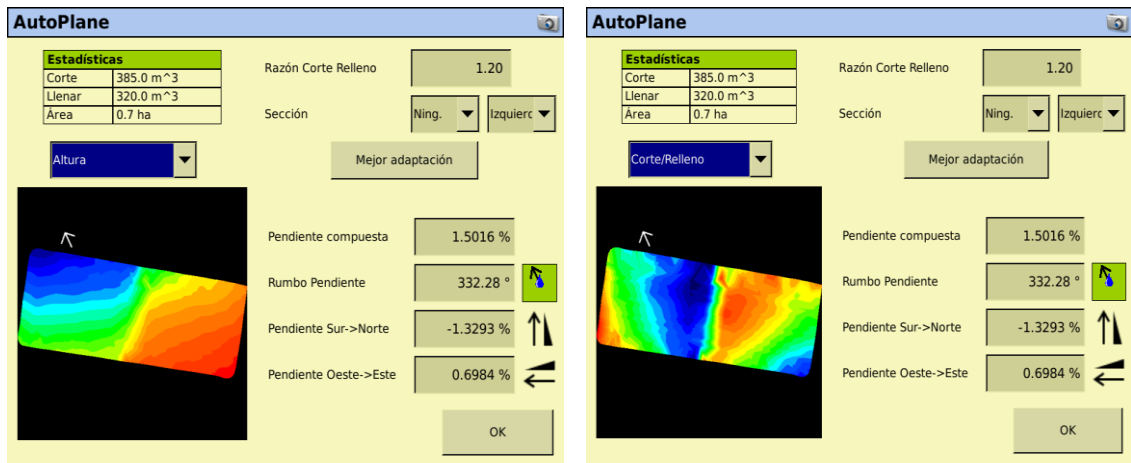 AutoPlane
Estadísticas
Corte 385.0 m^3
Llenar 320.0 m^3
Área 0.7 ha
Razón Corte Relleno 1.20
Sección Ning. Izquierc
Altura
Mejor adaptación
Pendiente compuesta 1.5016 %
Rumbo Pendiente 332.28 °
Pendiente Sur->Norte -1.3293 %
Pendiente Oeste->Este 0.6984 %
OK
AutoPlane
Estadísticas
Corte 385.0 m^3
Llenar 320.0 m^3
Área 0.7 ha
Razón Corte Relleno 1.20
Sección Ning. Izquierc
Corte/Relleno
Mejor adaptación
Pendiente compuesta 1.5016 %
Rumbo Pendiente 332.28 °
Pendiente Sur->Norte -1.3293 %
Pendiente Oeste->Este 0.6984 %
OK